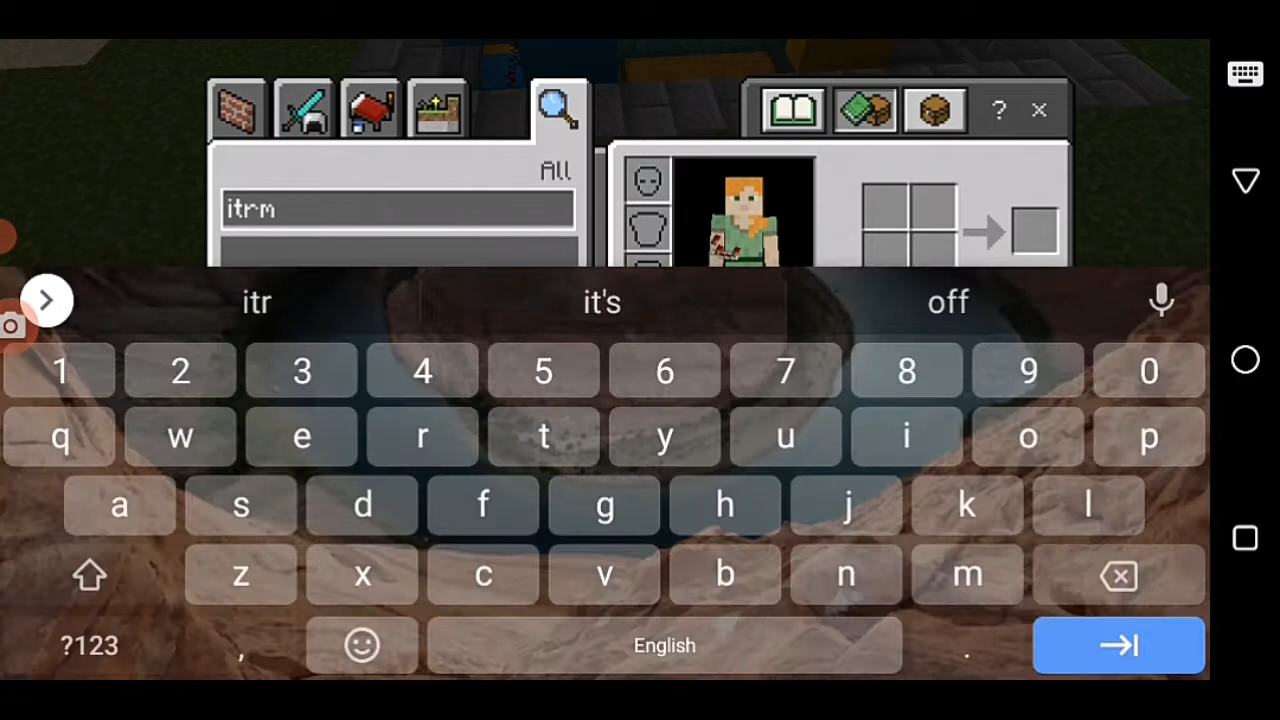 ? ×
All
itrm
itr it's off
1 2 3 4 5 6 7 8 9 0
q w e r t y u i o p
a s d f g h j k l
z x c v b n m
?123 , English .